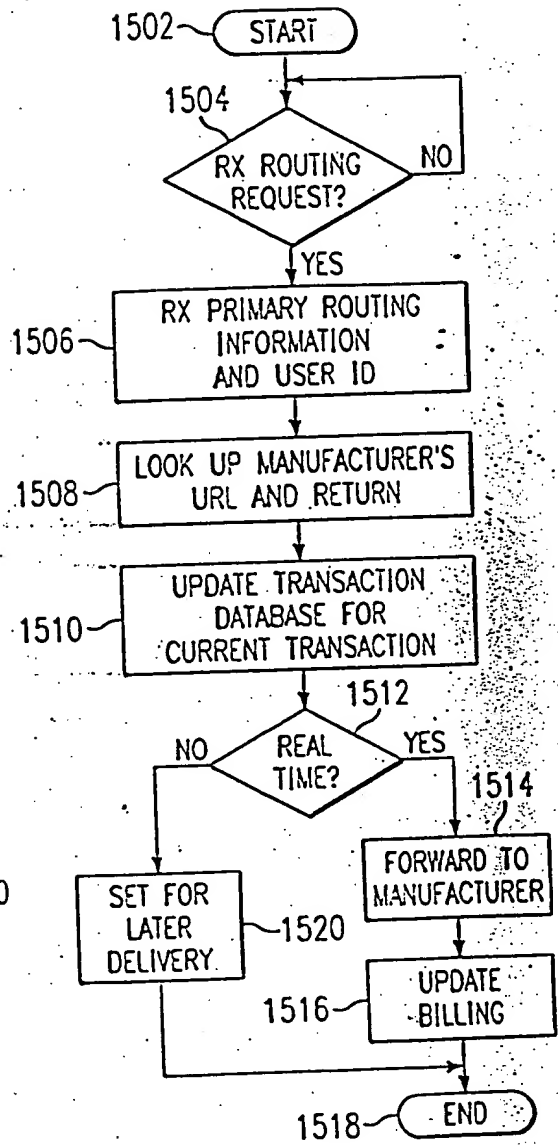 1502
START
1504
RX ROUTING
REQUEST?
NO
YES
1506
RX PRIMARY ROUTING
INFORMATION
AND USER ID
1508
LOOK UP MANUFACTURER'S
URL AND RETURN
1510
UPDATE TRANSACTION
DATABASE FOR
CURRENT TRANSACTION
1512
NO
REAL
TIME?
YES
1514
FORWARD TO
MANUFACTURER
0
SET FOR
LATER
DELIVERY
1520
1516
UPDATE
BILLING
1518
END